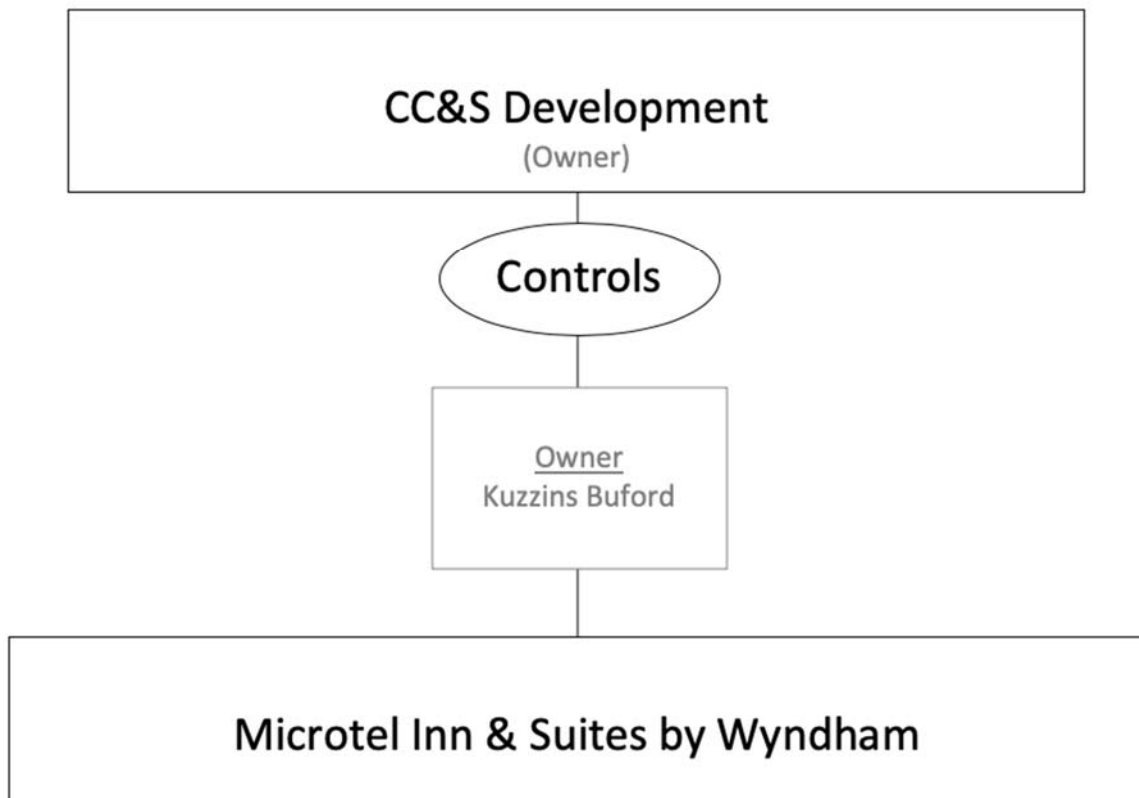 CC&S Development
(Owner)
Controls
Owner
Kuzzins Buford
Microtel Inn & Suites by Wyndham